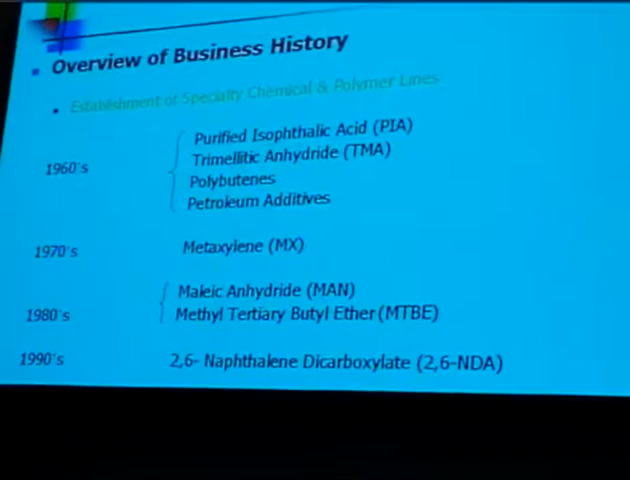 Overview of Business History
Establishment of Specialty Chemical & Polymer Lines
1960's
Purified Isophthalic Acid (PIA)
Trimellitic Anhydride (TMA)
Polybutenes
Petroleum Additives
1970's
Metaxylene (MX)
1980's
Maleic Anhydride (MAN)
Methyl Tertiary Butyl Ether (MTBE)
1990's
2,6- Naphthalene Dicarboxylate (2,6-NDA)